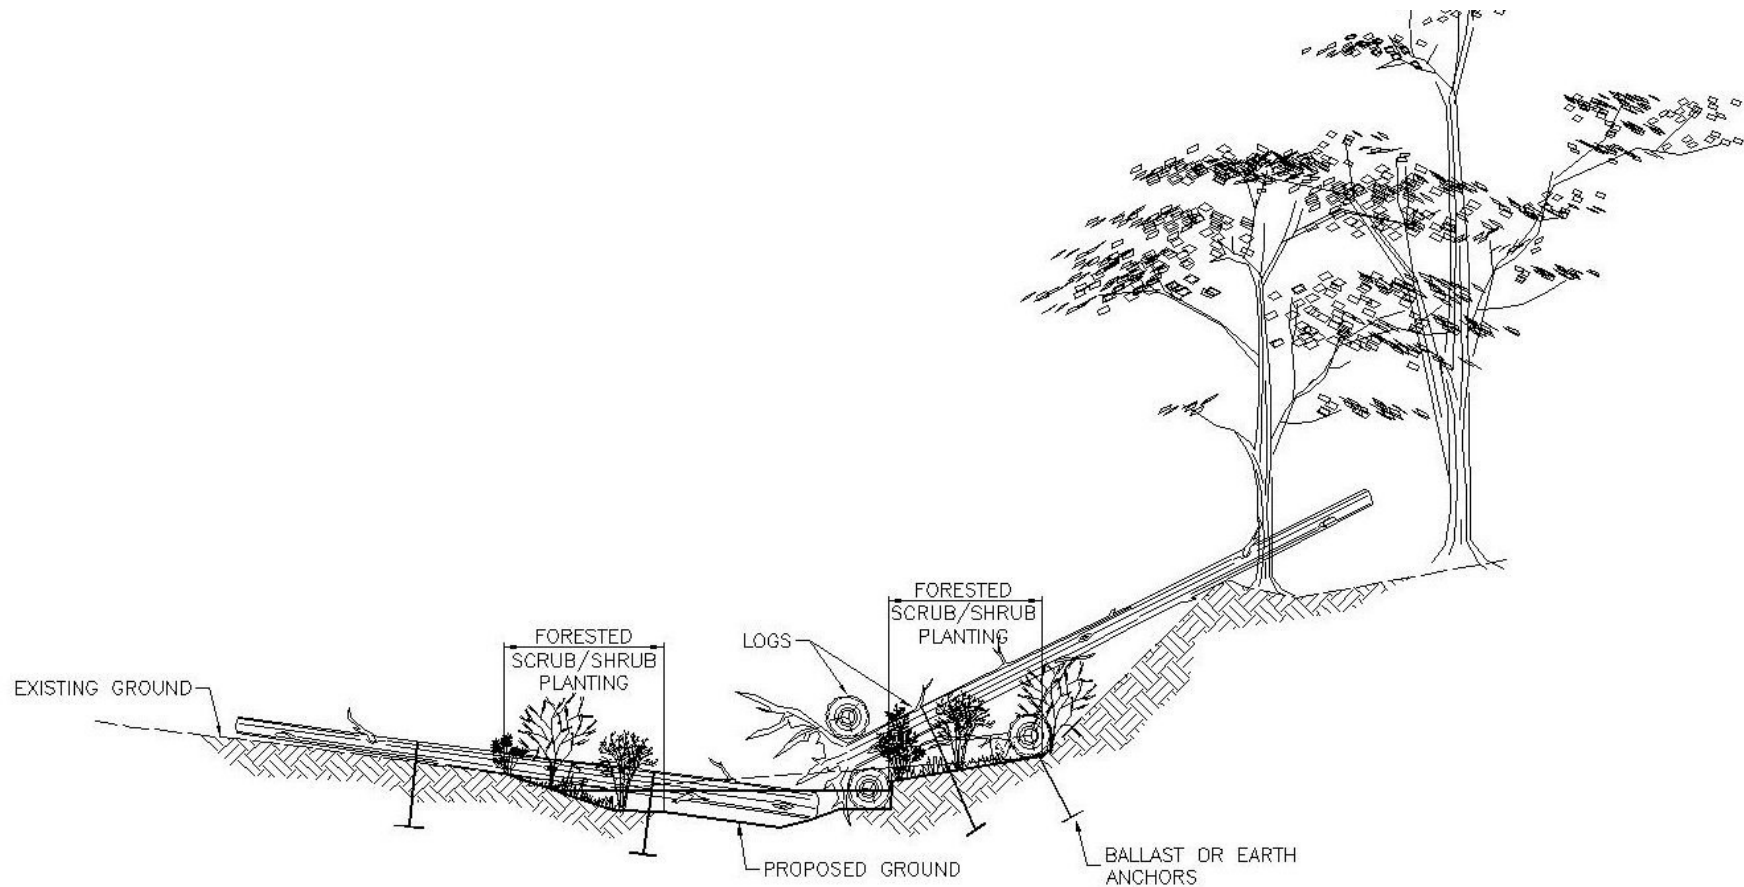 FORESTED
SCRUB/SHRUB
PLANTING
FORESTED
SCRUB/SHRUB
PLANTING
LOGS
EXISTING GROUND
PROPOSED GROUND
BALLAST OR EARTH
ANCHORS